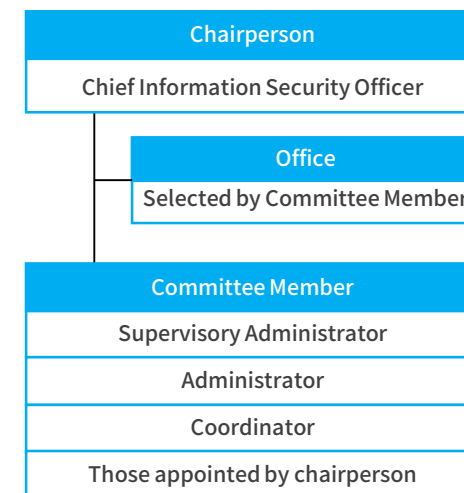 Chairperson
Chief Information Security Officer
Office
Selected by Committee Member
Committee Member
Supervisory Administrator
Administrator
Coordinator
Those appointed by chairperson